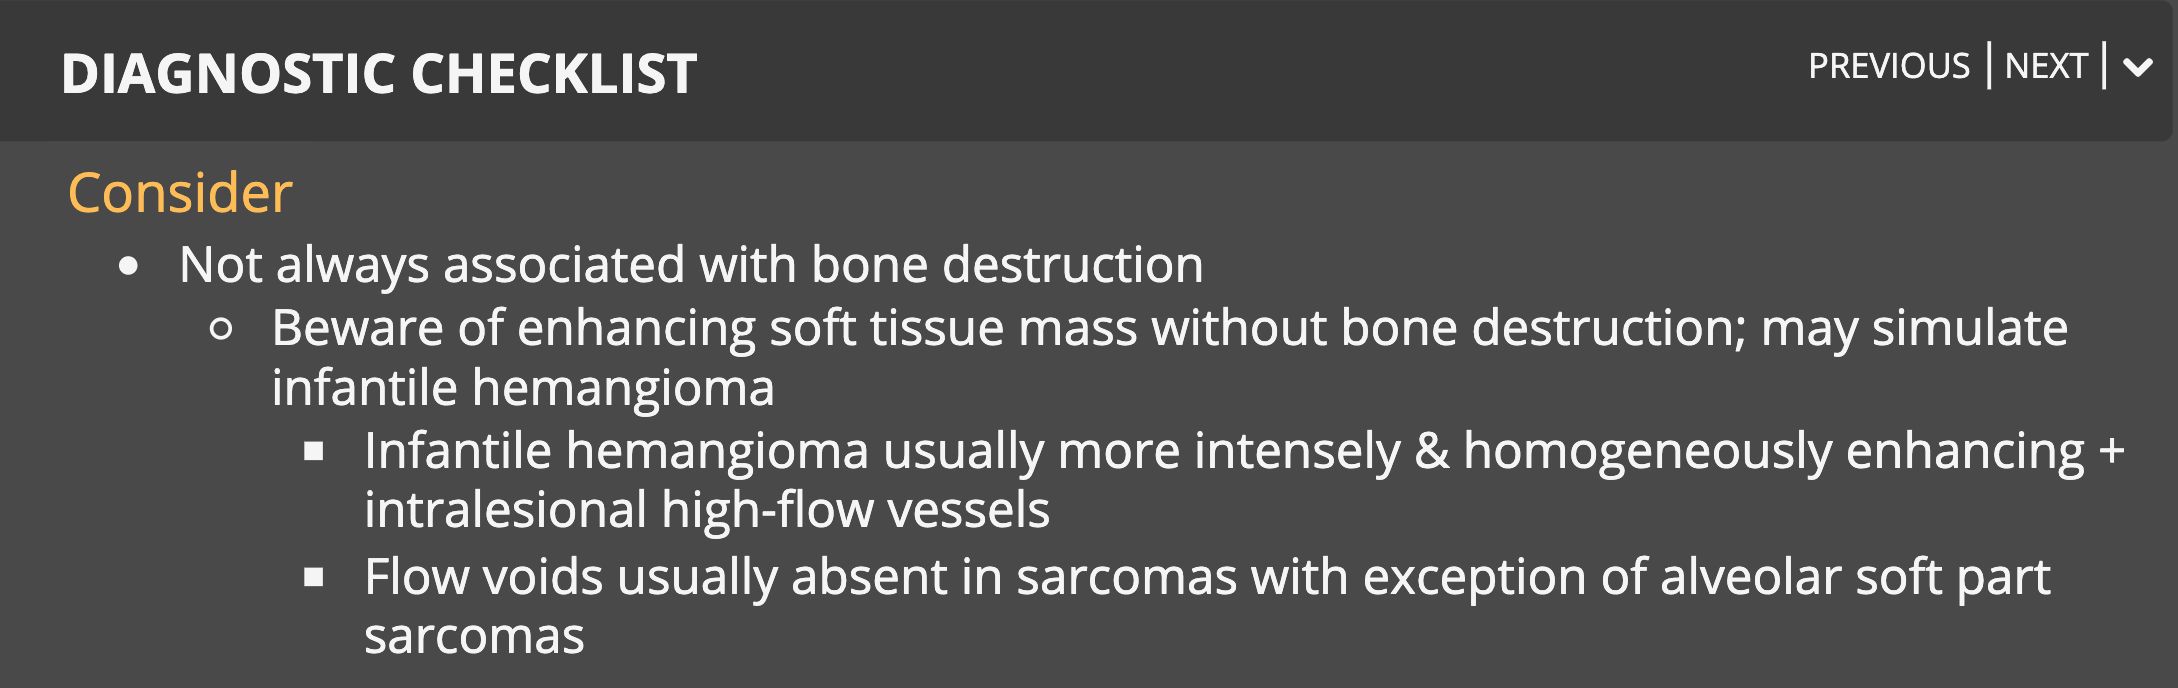 DIAGNOSTIC CHECKLIST
PREVIOUS | NEXT |
Consider
• Not always associated with bone destruction
○ Beware of enhancing soft tissue mass without bone destruction; may simulate
infantile hemangioma
▪ Infantile hemangioma usually more intensely & homogeneously enhancing +
intralesional high-flow vessels
▪ Flow voids usually absent in sarcomas with exception of alveolar soft part
sarcomas